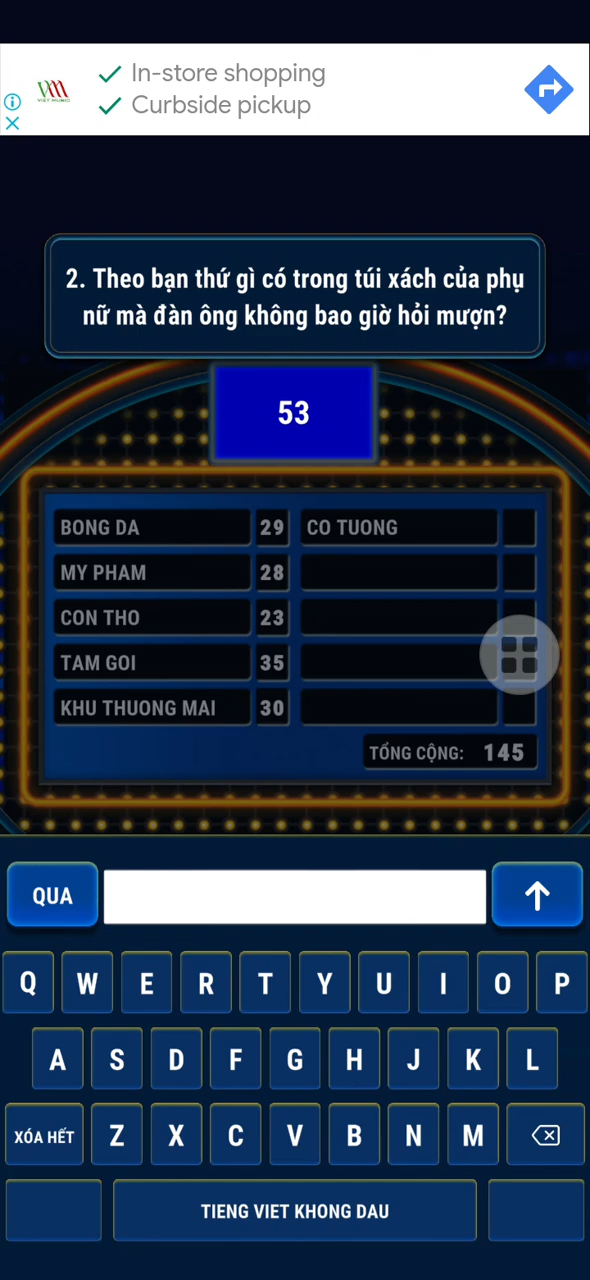 In-store shopping
Curbside pickup
VIET MUSIC
2. Theo bạn thứ gì có trong túi xách của phụ
nữ mà đàn ông không bao giờ hỏi mượn?
53
BONG DA 29 CO TUONG
MY PHAM 28
CON THO 23
TAM GOI 35
KHU THUONG MAI 30
TỔNG CỘNG: 145
QUA
Q W E R T Y U I O P
A S D F G H J K L
XÓA HẾT Z X C V B N M
TIENG VIET KHONG DAU